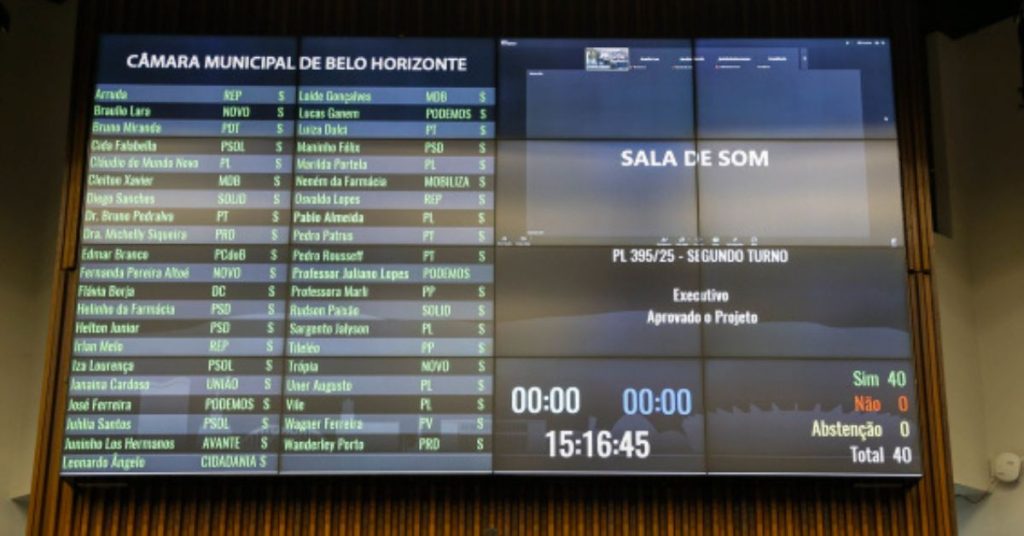 CÂMARA MUNICIPAL DE BELO HORIZONTE
Arruda REP S
Braulio Lara NOVO S
Bruno Miranda PDT S
Cida Falabella PSOL S
Cláudio do Mundo Novo PL S
Cleiton Xavier MDB S
Diego Sanches SOLID S
Dr. Bruno Pedralva PT S
Dra. Michelly Siqueira PRD S
Edmar Branco PCdoB S
Fernanda Pereira Altoé NOVO S
Flávia Borja DC S
Helinho da Farmácia PSD S
Helton Junior PSD S
Irlan Melo REP S
Iza Lourença PSOL S
Janaina Cardoso UNIÃO S
José Ferreira PODEMOS S
Juhlia Santos PSOL S
Juninho Los Hermanos AVANTE S
Leonardo Ângelo CIDADANIA S
Loíde Gonçalves MDB S
Lucas Ganem PODEMOS S
Luiza Dulci PT S
Maninho Félix PSD S
Marilda Portela PL S
Neném da Farmácia MOBILIZA S
Osvaldo Lopes REP S
Pablo Almeida PL S
Pedro Patrus PT S
Pedro Rousseff PT S
Professor Juliano Lopes PODEMOS
Professora Marli PP S
Rudson Paixão SOLID S
Sargento Jalyson PL S
Tileléo PP S
Trópia NOVO S
Uner Augusto PL S
Vile PL S
Wagner Ferreira PV S
Wanderley Porto PRD S
SALA DE SOM
PL 395/25 - SEGUNDO TURNO
Executivo
Aprovado o Projeto
00:00 00:00
15:16:45
Sim 40
Não 0
Abstenção 0
Total 40